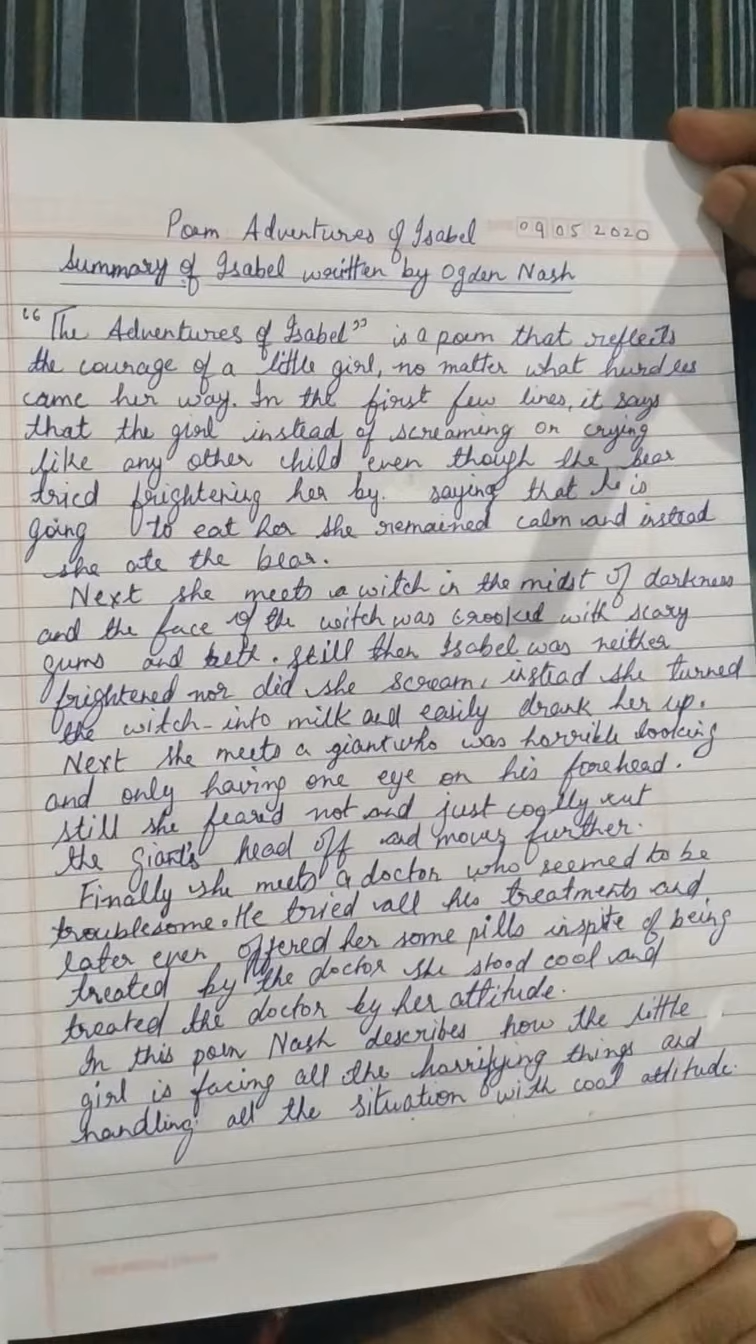 Poem Adventures of Isabel 09 05 2020
Summary of Isabel written by Ogden Nash
"The Adventures of Isabel" is a poem that reflects
the courage of a little girl, no matter what hurdles
came her way. In the first few lines, it says
that the girl instead of screaming or crying
like any other child even though the bear
tried frightening her by. saying that he is
going to eat her she remained calm and instead
she ate the bear.
Next she meets a witch in the midst of darkness
and the face of the witch was crooked with scary
gums and teeth. Still then Isabel was neither
frightened nor did she scream, instead she turned
the witch into milk and easily drank her up.
Next she meets a giant who was horrible looking
and only having one eye on his forehead.
still she feared not and just coolly cut
the giant's head off and moves further.
Finally she meets a doctor who seemed to be
troublesome. He tried all his treatments and
later even offered her some pills inspite of being
treated by the doctor she stood cool and
treated the doctor by her attitude.
In this poem Nash describes how the little
girl is facing all the horrifying things and
handling all the situation with cool attitude.